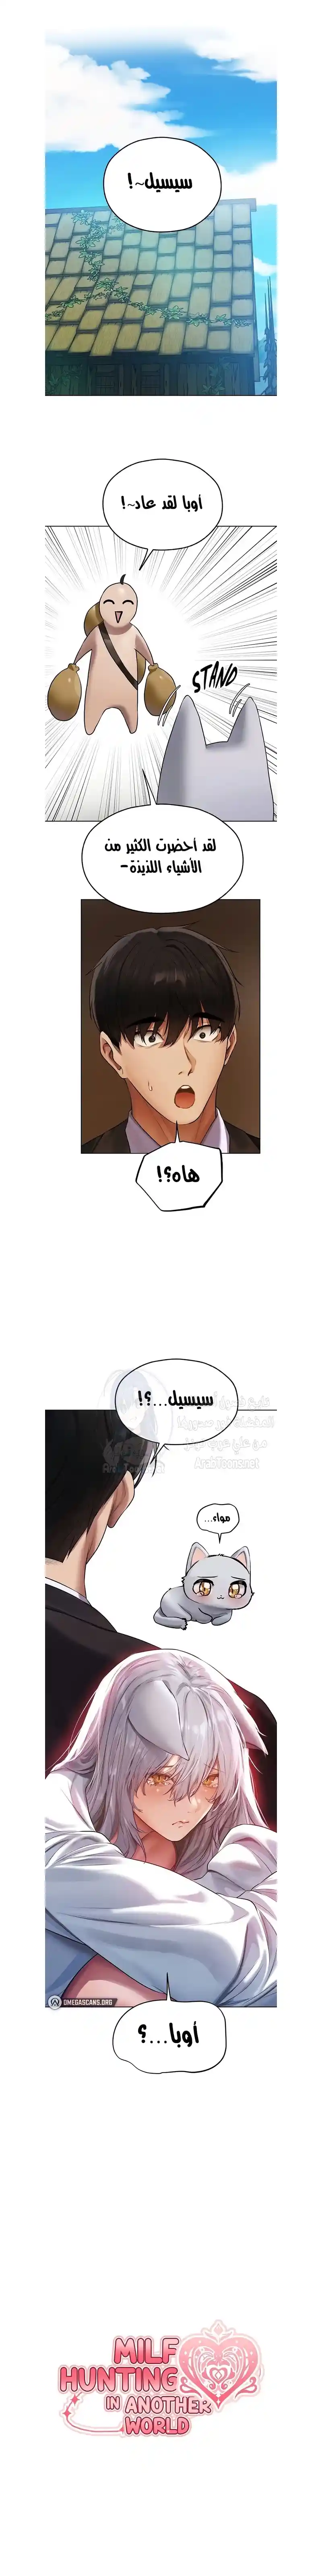 سيسيل~!
أوبا لقد عاد~!
STAND
لقد أحضرت الكثير من
الأشياء اللذيذة-
هاه؟!
سيسيل...؟!
ArabToons.net
مواء...
OMEGASCANS.ORG
أوبا...؟
MILF
HUNTING
IN ANOTHER
WORLD